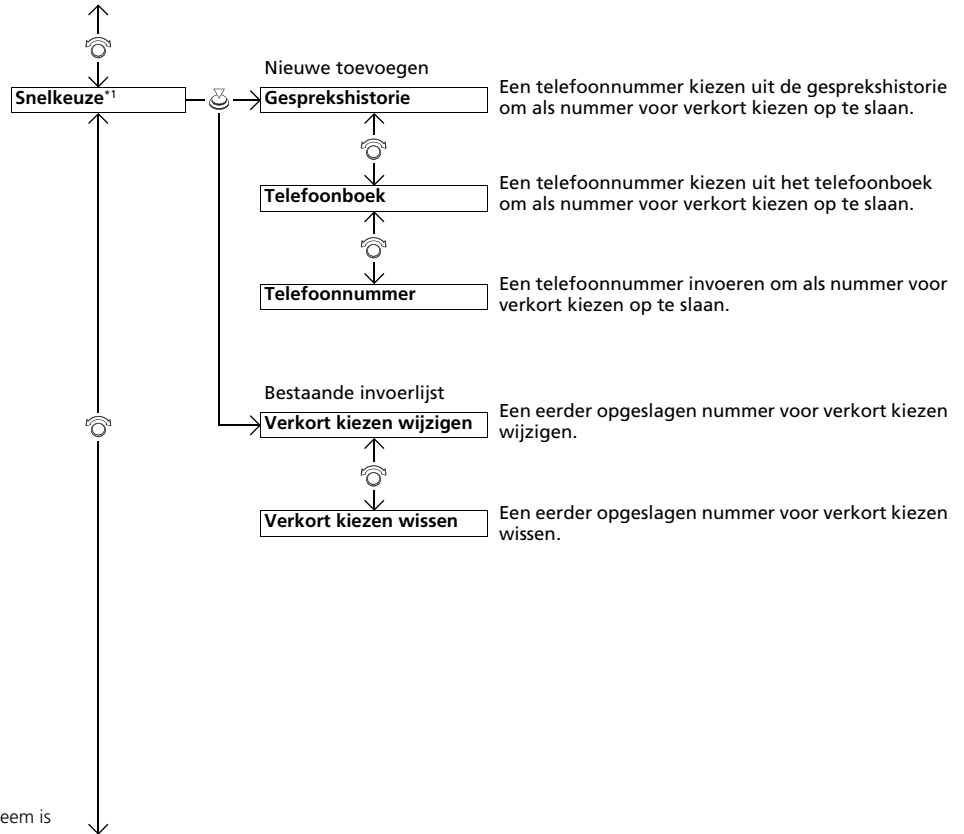 Nieuwe toevoegen
Snelkeuze*1
Gesprekshistorie
Een telefoonnummer kiezen uit de gesprekshistorie
om als nummer voor verkort kiezen op te slaan.
Telefoonboek
Een telefoonnummer kiezen uit het telefoonboek
om als nummer voor verkort kiezen op te slaan.
Telefoonnummer
Een telefoonnummer invoeren om als nummer voor
verkort kiezen op te slaan.
Bestaande invoerlijst
Verkort kiezen wijzigen
Een eerder opgeslagen nummer voor verkort kiezen
wijzigen.
Verkort kiezen wissen
Een eerder opgeslagen nummer voor verkort kiezen
wissen.
eem is